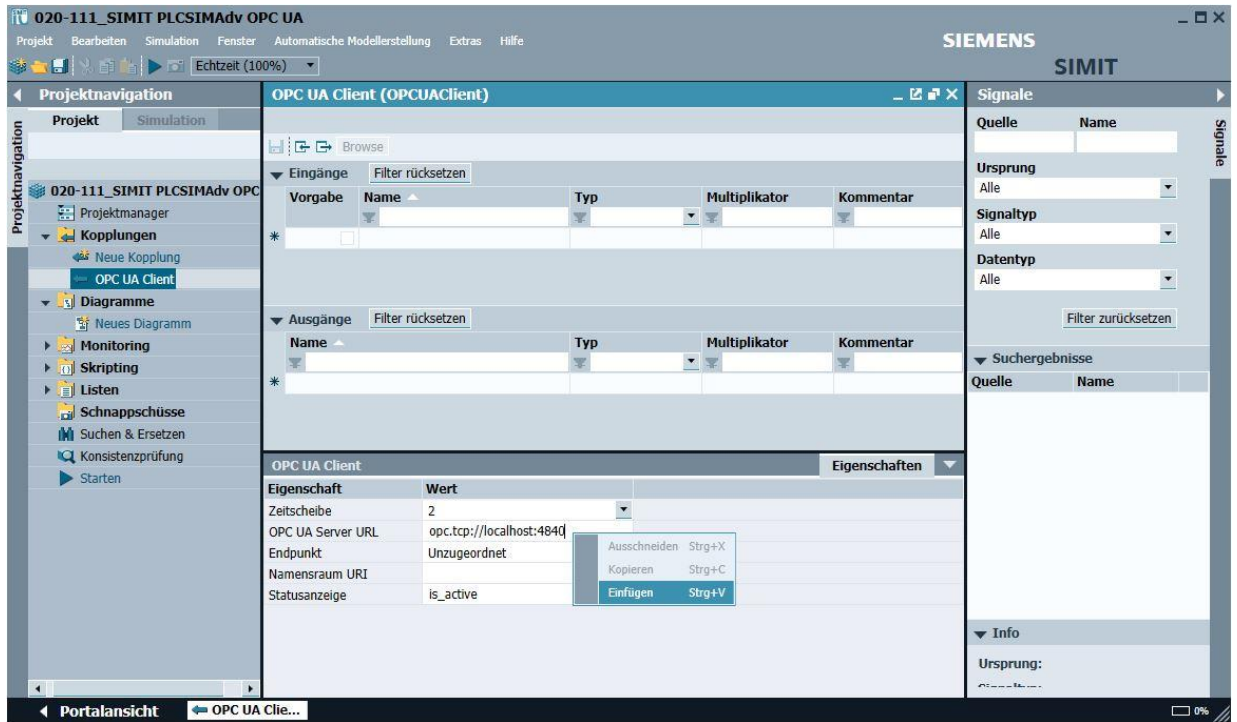 020-111_SIMIT PLCSIMAdv OPC UA
Projekt Bearbeiten Simulation Fenster Automatische Modellerstellung Extras Hilfe
SIEMENS
SIMIT
Echtzeit (100%)
Projektnavigation
Projektnavigation
Projekt Simulation
020-111_SIMIT PLCSIMAdv OPC
Projektmanager
Kopplungen
Neue Kopplung
OPC UA Client
Diagramme
Neues Diagramm
Monitoring
Skripting
Listen
Schnappschüsse
Suchen & Ersetzen
Konsistenzprüfung
Starten
OPC UA Client (OPCUAClient)
Browse
Eingänge Filter rücksetzen
Vorgabe Name Typ Multiplikator Kommentar
*
Ausgänge Filter rücksetzen
Name Typ Multiplikator Kommentar
*
OPC UA Client Eigenschaften
Eigenschaft Wert
Zeitscheibe 2
OPC UA Server URL opc.tcp://localhost:4840
Endpunkt Unzugeordnet
Namensraum URI
Statusanzeige is_active
Ausschneiden Strg+X
Kopieren Strg+C
Einfügen Strg+V
Signale
Signale
Quelle Name
Ursprung
Alle
Signaltyp
Alle
Datentyp
Alle
Filter zurücksetzen
Suchergebnisse
Quelle Name
Info
Ursprung:
Portalansicht OPC UA Clie...
0%